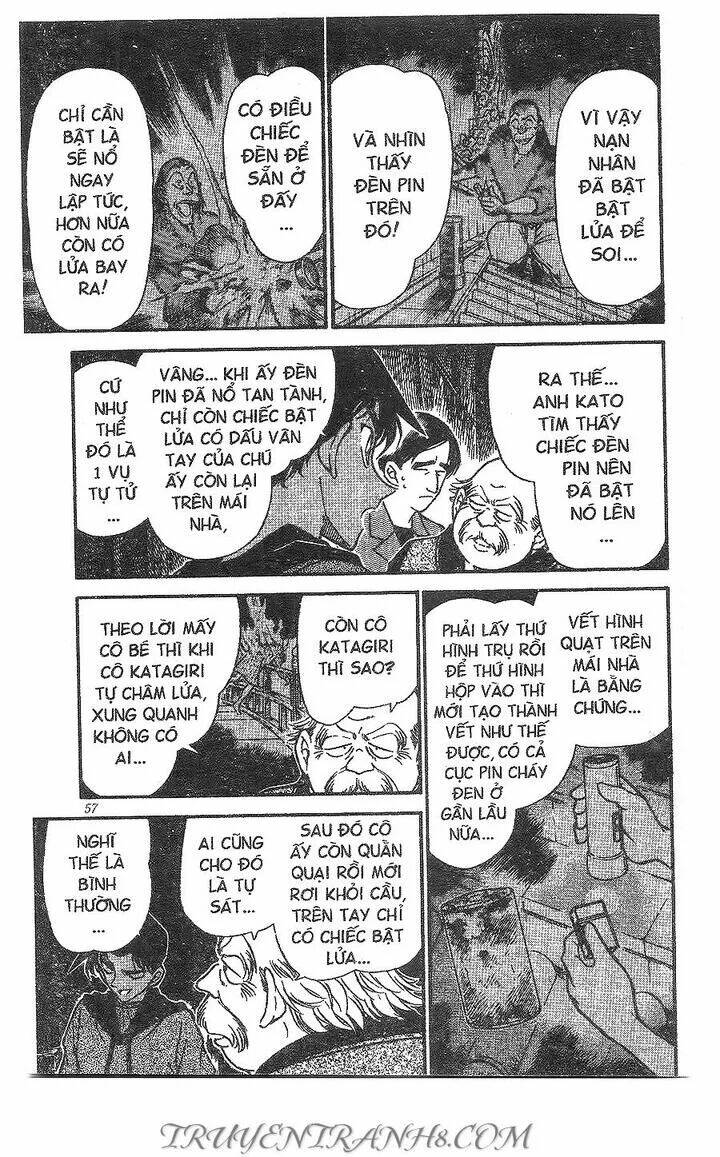 VÌ VẬY
NẠN
NHÂN
ĐÃ BẬT
BẬT
LỬA ĐỂ
SOI...
VÀ NHÌN
THẤY
ĐÈN PIN
TRÊN
ĐÓ!
CÓ ĐIỀU
CHIẾC
ĐÈN ĐỂ
SẴN Ở
ĐẤY
...
CHỈ CẦN
BẬT LÀ
SẼ NỔ
NGAY
LẬP TỨC,
HƠN NỮA
CÒN CÓ
LỬA BAY
RA!
RA THẾ...
ANH KATO
TÌM THẤY
CHIẾC ĐÈN
PIN NÊN
ĐÃ BẬT
NÓ LÊN
...
VÂNG... KHI ẤY ĐÈN
PIN ĐÃ NỔ TAN TÀNH,
CHỈ CÒN CHIẾC BẬT
LỬA CÓ DẤU VÂN
TAY CỦA CHÚ
ẤY CÒN LẠI
TRÊN MÁI
NHÀ,
CỨ
NHƯ
THỂ
ĐÓ LÀ
1 VỤ
TỰ TỬ
...
VẾT HÌNH
QUẠT TRÊN
MÁI NHÀ
LÀ BẰNG
CHỨNG...
PHẢI LẤY THỨ
HÌNH TRỤ RỒI
ĐỂ THỨ HÌNH
HỘP VÀO THÌ
MỚI TẠO THÀNH
VẾT NHƯ THẾ
ĐƯỢC, CÓ CẢ
CỤC PIN CHÁY
ĐEN Ở
GẦN LẦU
NỮA...
CÒN CÔ
KATAGIRI
THÌ SAO?
THEO LỜI MẤY
CÔ BÉ THÌ KHI
CÔ KATAGIRI
TỰ CHÂM LỬA,
XUNG QUANH
KHÔNG CÓ
AI...
57
SAU ĐÓ CÔ
ẤY CÒN QUẰN
QUẠI RỒI MỚI
RƠI KHỎI CẦU,
TRÊN TAY CHỈ
CÓ CHIẾC BẬT
LỬA...
AI CŨNG
CHO ĐÓ
LÀ TỰ
SÁT...
NGHĨ
THẾ LÀ
BÌNH
THƯỜNG
...
TRUYENTRANH8.COM